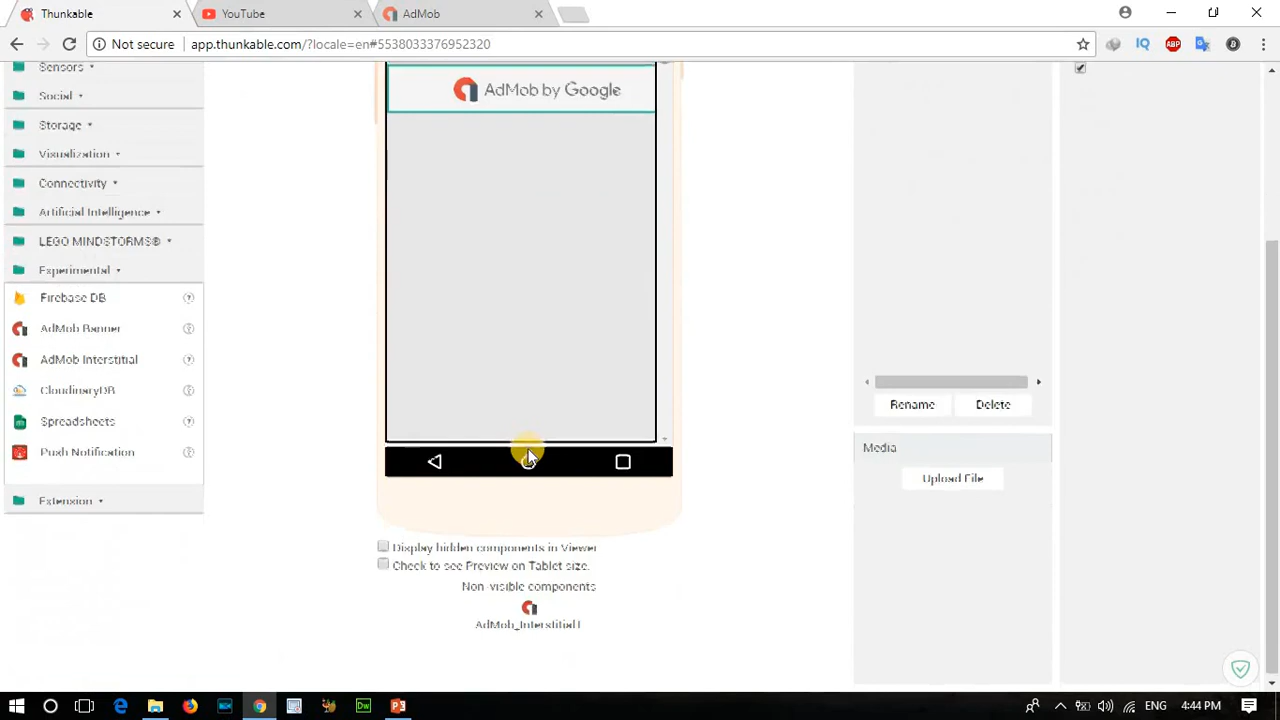 Thunkable
YouTube
AdMob
Not secure
app.thunkable.com/?locale=en#5538033376952320
IQ
ABP
Sensors
Social
Storage
Visualization
Connectivity
Artificial Intelligence
LEGO MINDSTORMS®
Experimental
Firebase DB
AdMob Banner
AdMob Interstitial
CloudinaryDB
Spreadsheets
Push Notification
Extension
AdMob by Google
Display hidden components in Viewer
Check to see Preview on Tablet size.
Non-visible components
AdMob_Interstitial1
Rename
Delete
Media
Upload File
Dw
ENG
4:44 PM